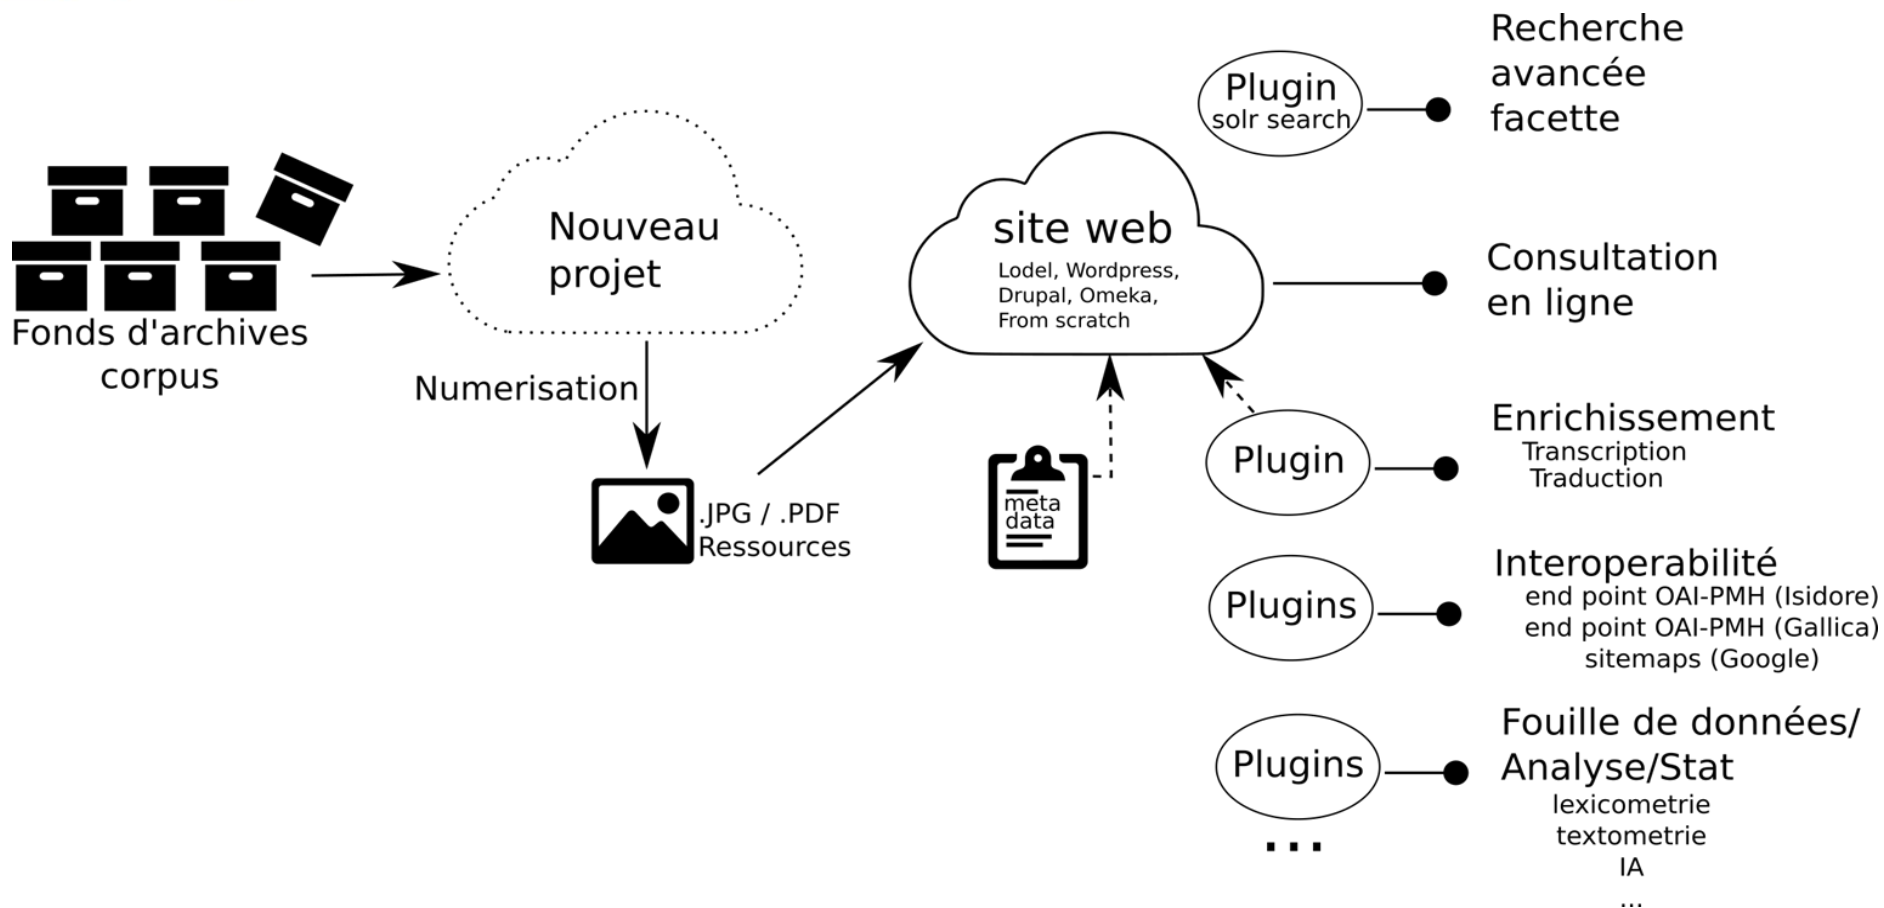 Fonds d'archives
corpus
Nouveau
projet
Numerisation
.JPG / .PDF
Ressources
site web
Lodel, Wordpress,
Drupal, Omeka,
From scratch
meta
data
Plugin
solr search
Recherche
avancée
facette
Consultation
en ligne
Plugin
Enrichissement
Transcription
Traduction
Plugins
Interoperabilité
end point OAI-PMH (Isidore)
end point OAI-PMH (Gallica)
sitemaps (Google)
Plugins
...
Fouille de données/
Analyse/Stat
lexicometrie
textometrie
IA
...